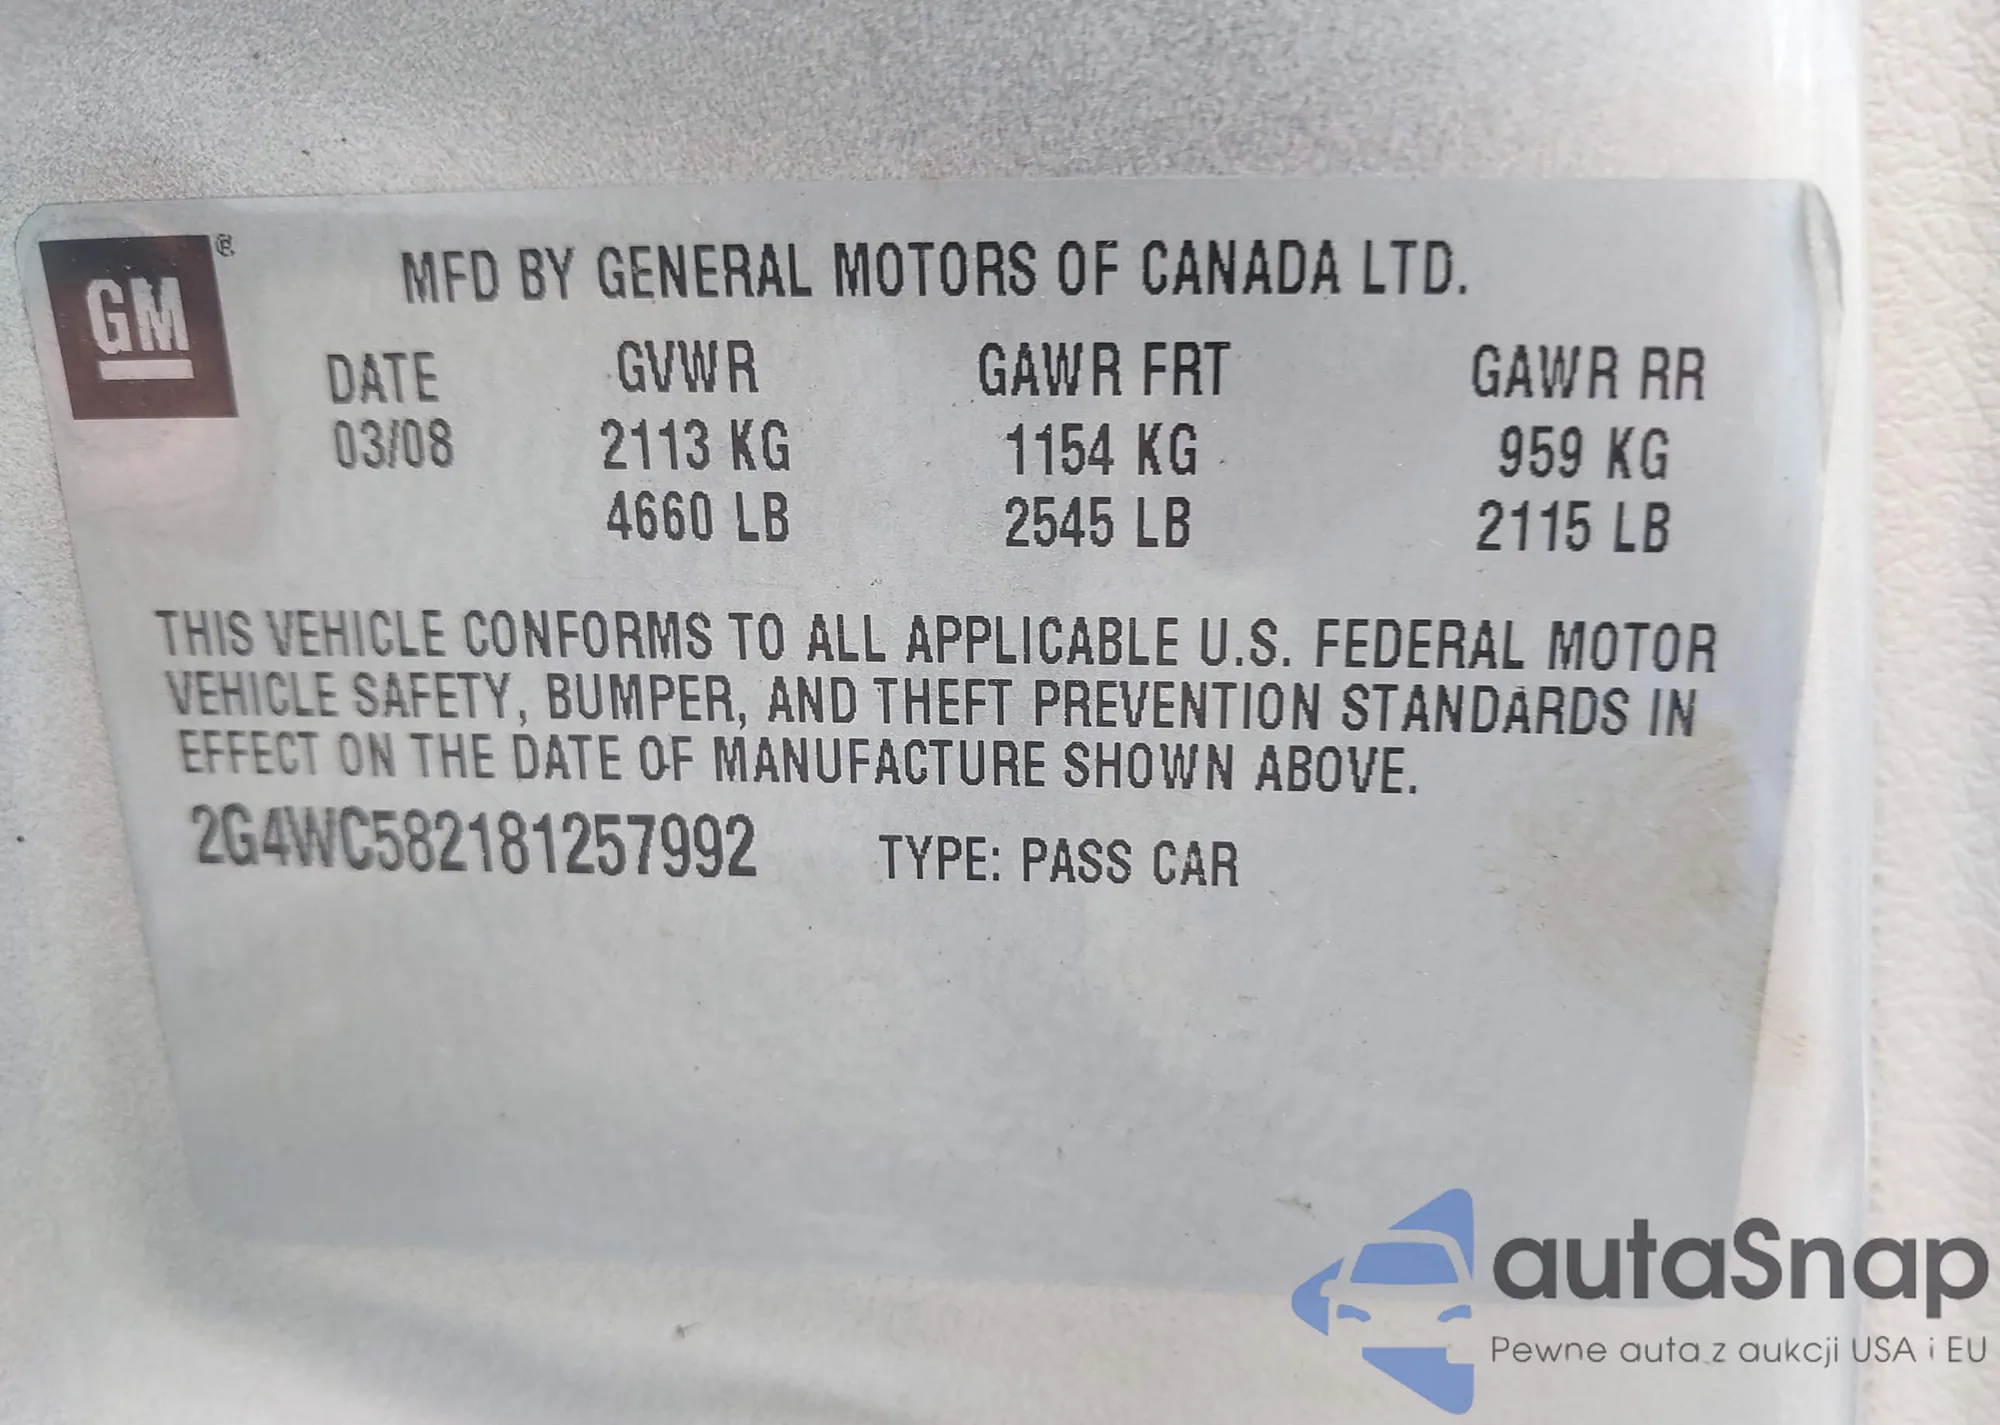 GM ®
MFD BY GENERAL MOTORS OF CANADA LTD.
DATE GVWR GAWR FRT GAWR RR
03/08 2113 KG 1154 KG 959 KG
4660 LB 2545 LB 2115 LB
THIS VEHICLE CONFORMS TO ALL APPLICABLE U.S. FEDERAL MOTOR
VEHICLE SAFETY, BUMPER, AND THEFT PREVENTION STANDARDS IN
EFFECT ON THE DATE OF MANUFACTURE SHOWN ABOVE.
2G4WC582181257992 TYPE: PASS CAR
autaSnap
Pewne auta z aukcji USA i EU